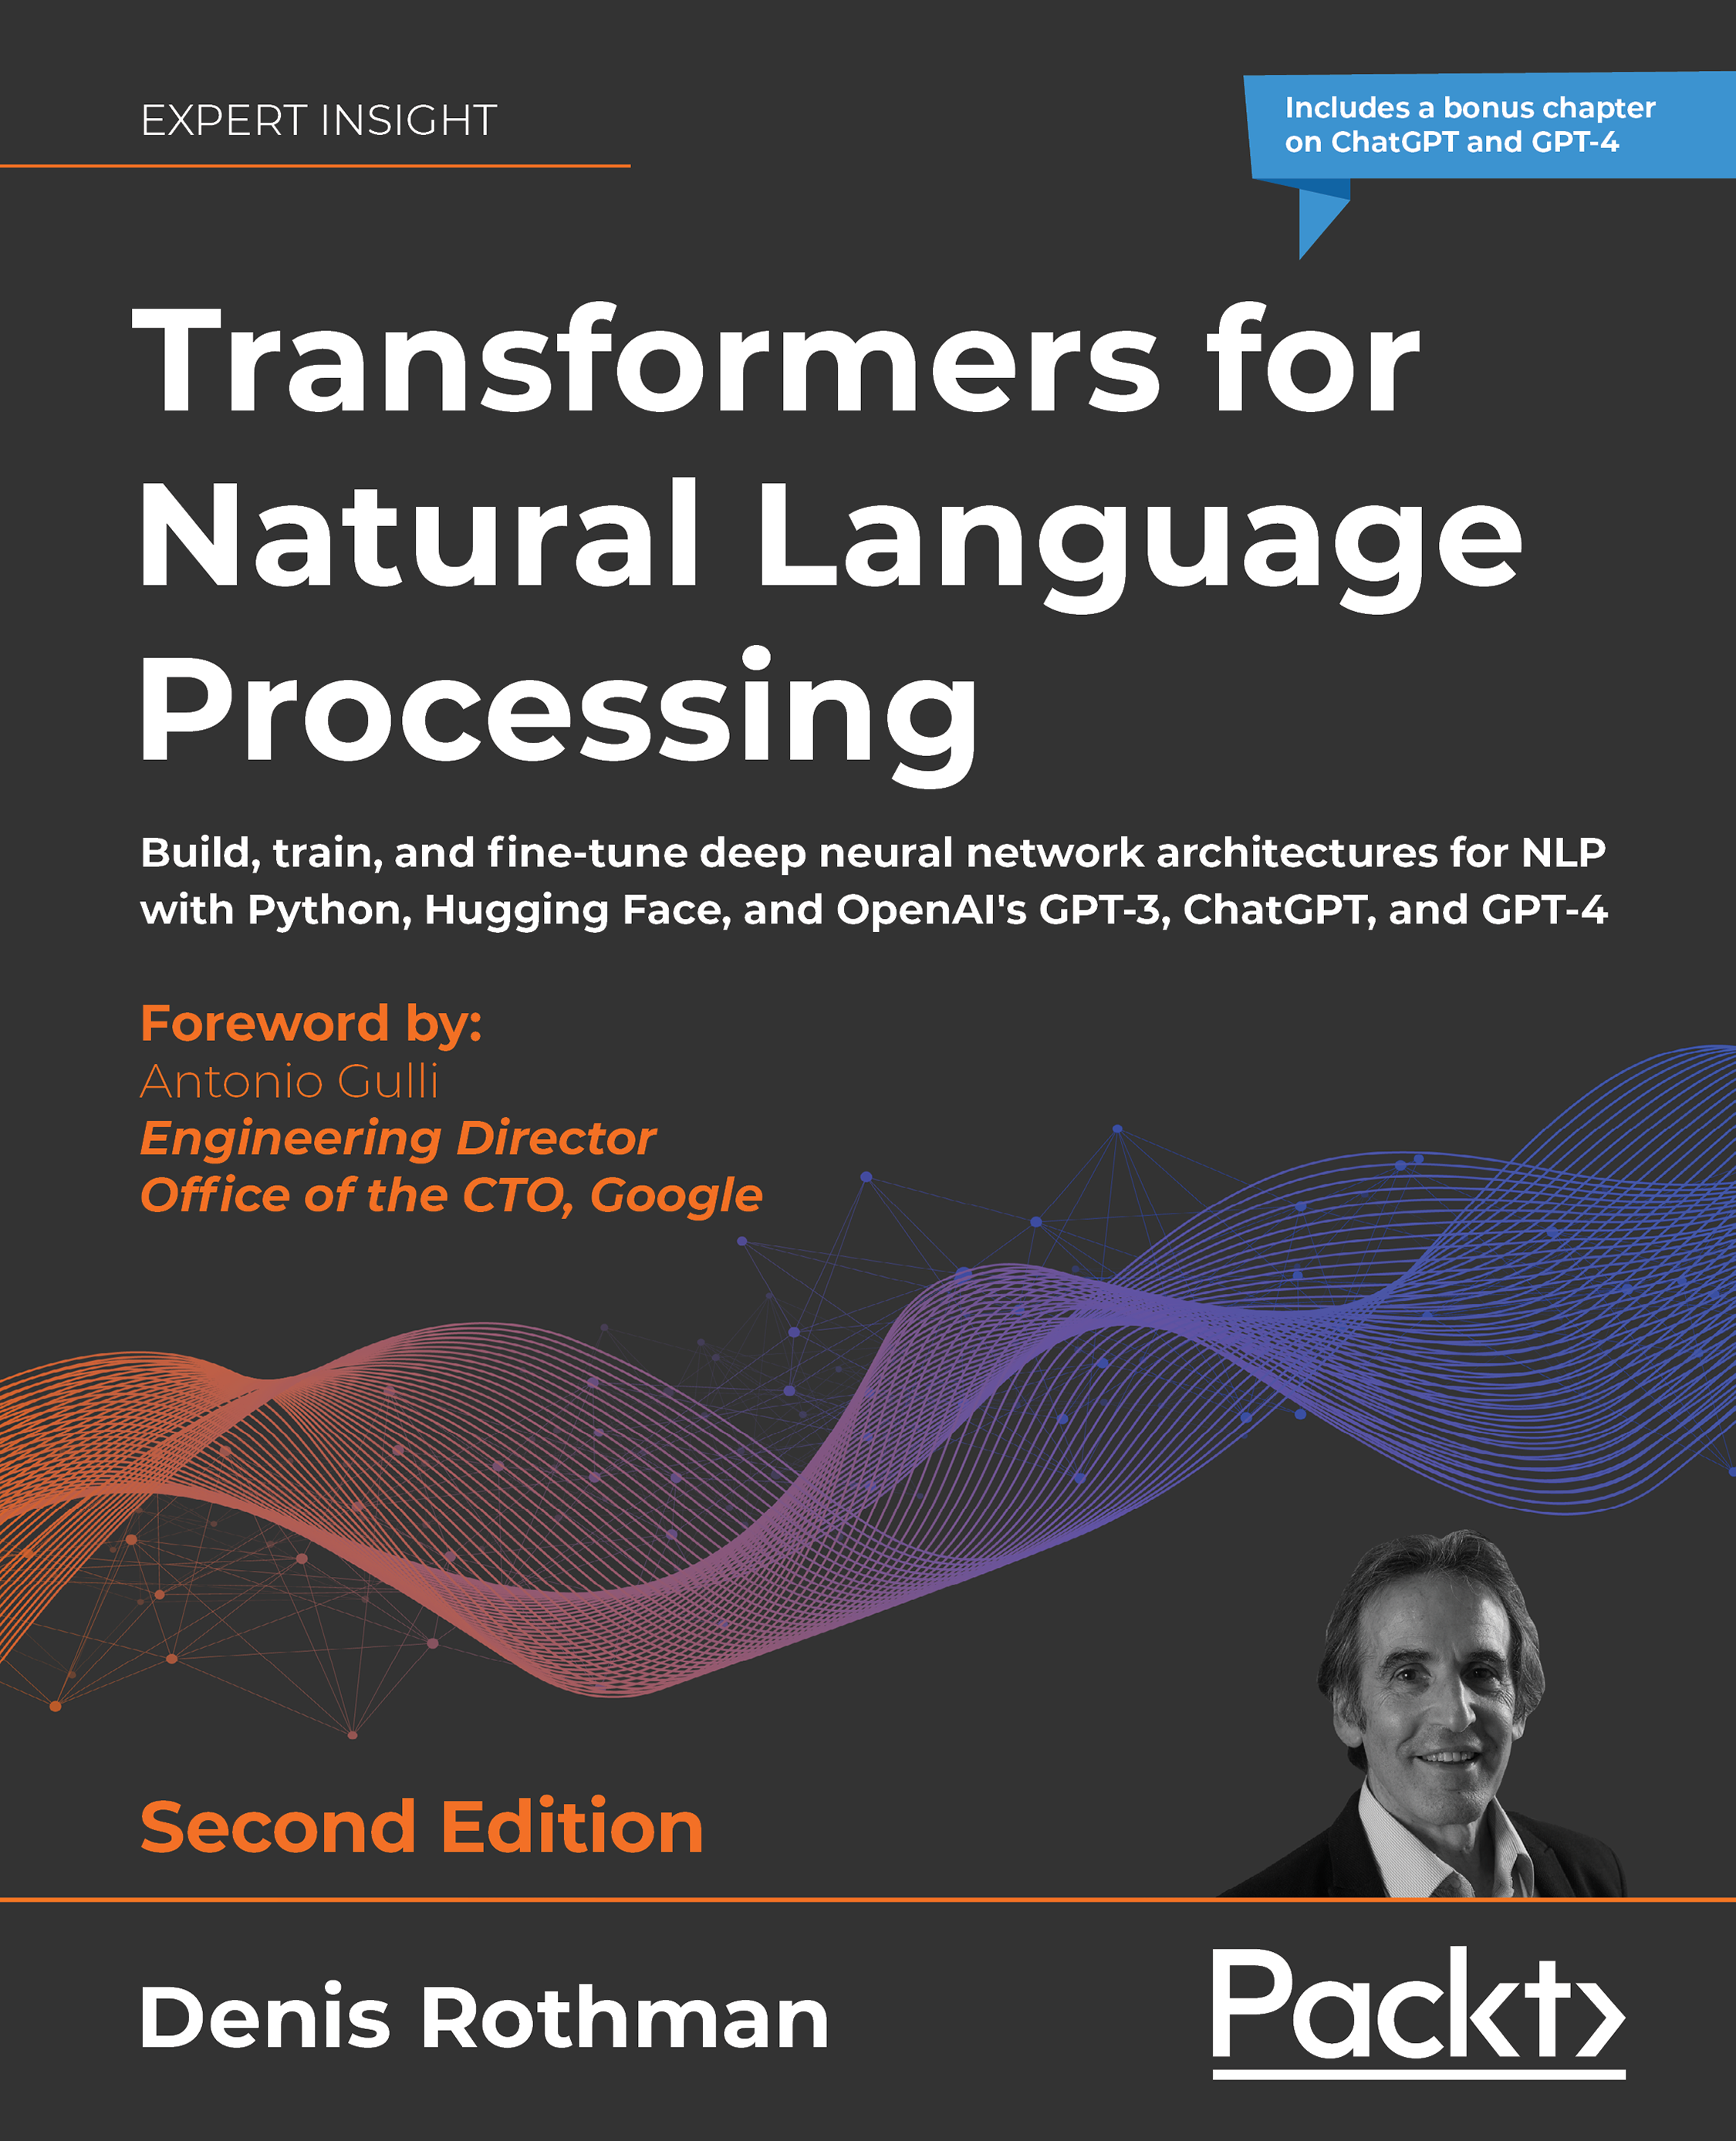 EXPERT INSIGHT
Includes a bonus chapter
on ChatGPT and GPT-4
Transformers for
Natural Language
Processing
Build, train, and fine-tune deep neural network architectures for NLP
with Python, Hugging Face, and OpenAI's GPT-3, ChatGPT, and GPT-4
Foreword by:
Antonio Gulli
Engineering Director
Office of the CTO, Google
Second Edition
Denis Rothman
Packt